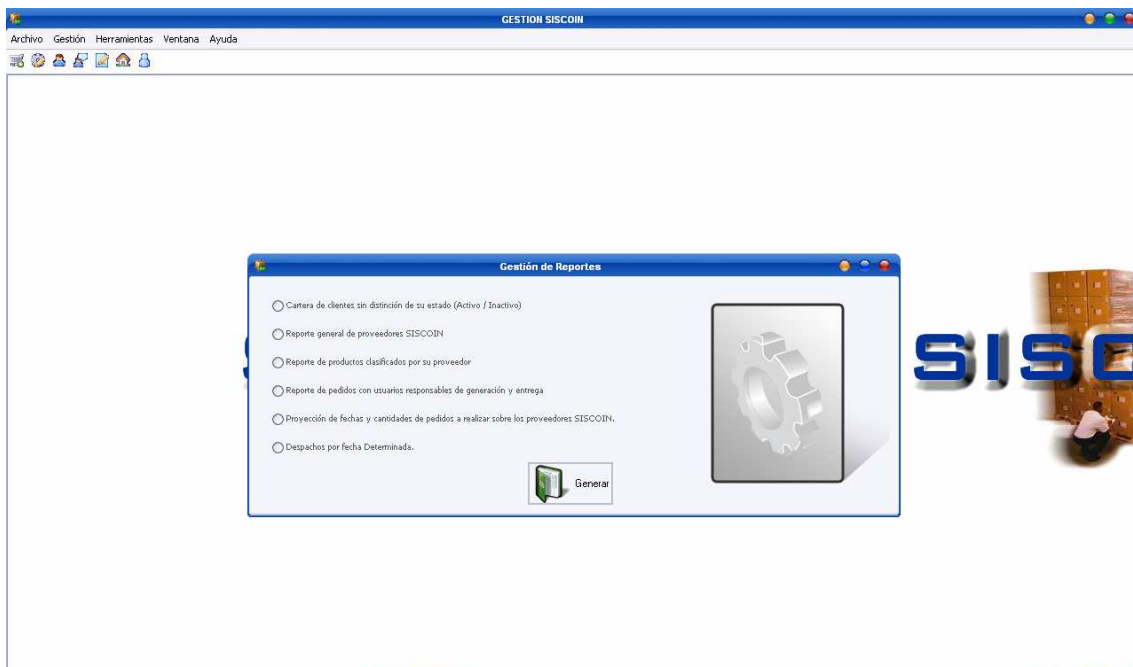 GESTION SISCOIN
Archivo Gestión Herramientas Ventana Ayuda
Gestión de Reportes
Cartera de clientes sin distinción de su estado (Activo / Inactivo)
Reporte general de proveedores SISCOIN
Reporte de productos clasificados por su proveedor
Reporte de pedidos con usuarios responsables de generación y entrega
Proyección de fechas y cantidades de pedidos a realizar sobre los proveedores SISCOIN.
Despachos por fecha Determinada.
Generar
SISC